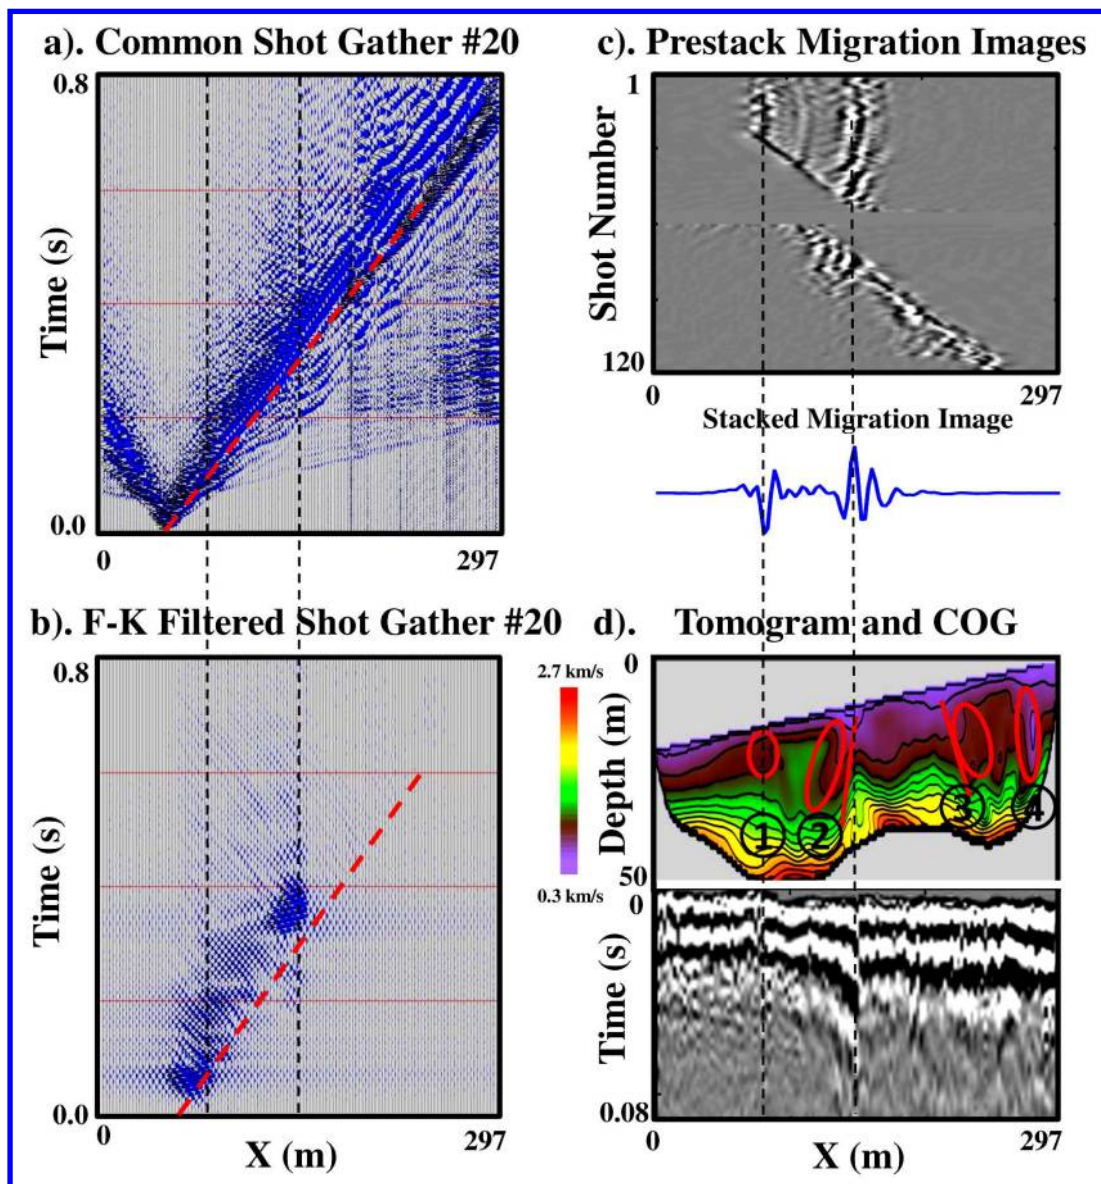 a). Common Shot Gather #20
0.8
Time (s)
0.0
0
297
b). F-K Filtered Shot Gather #20
0.8
Time (s)
0.0
0
297
X (m)
c). Prestack Migration Images
1
Shot Number
120
0
297
Stacked Migration Image
d). Tomogram and COG
2.7 km/s
0.3 km/s
0
Depth (m)
50
1
2
3
4
0
Time (s)
0.08
0
297
X (m)